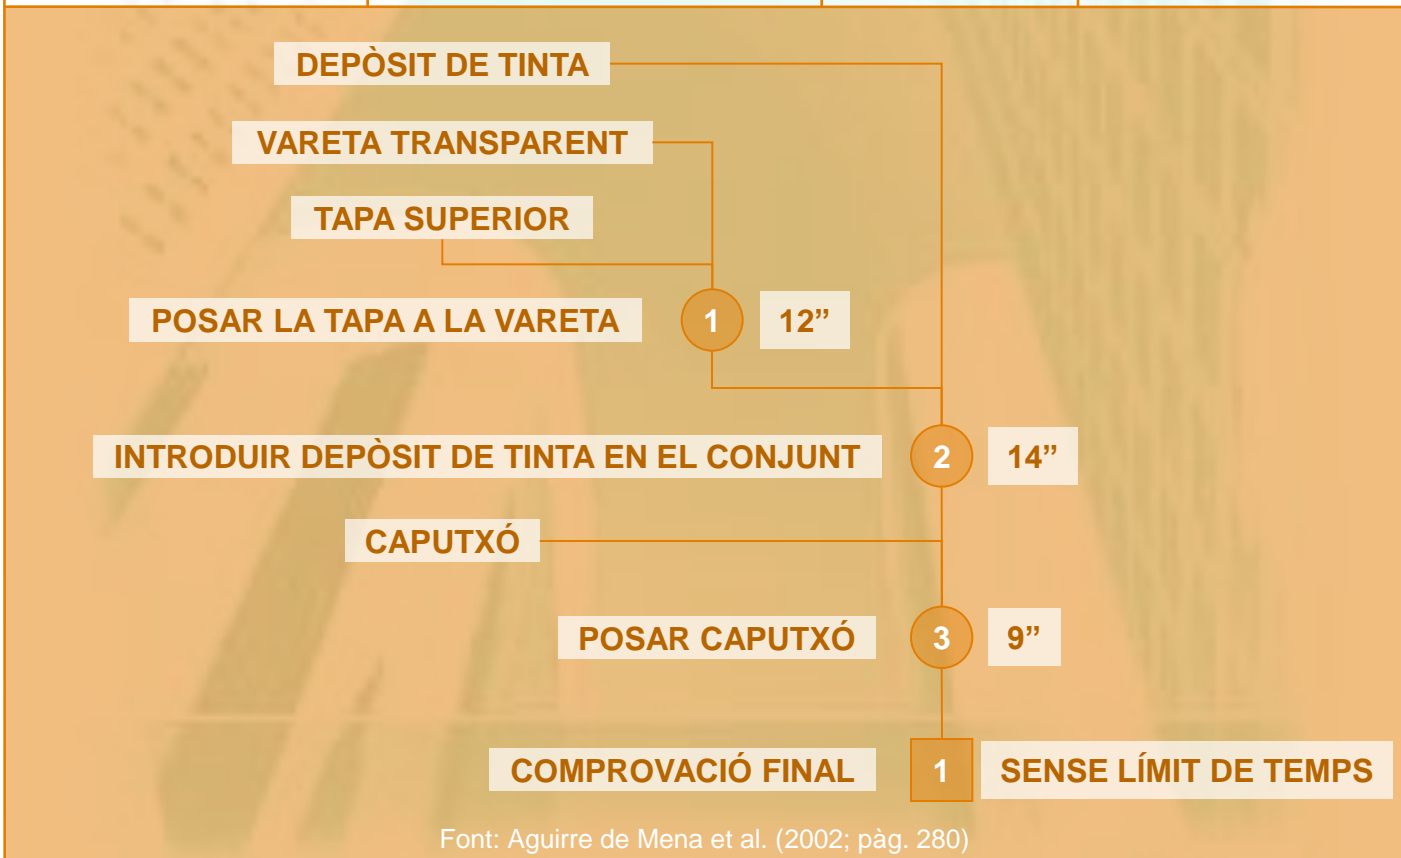 DEPÒSIT DE TINTA
VARETA TRANSPARENT
TAPA SUPERIOR
POSAR LA TAPA A LA VARETA 1 12”
INTRODUIR DEPÒSIT DE TINTA EN EL CONJUNT 2 14”
CAPUTXÓ
POSAR CAPUTXÓ 3 9”
COMPROVACIÓ FINAL 1 SENSE LÍMIT DE TEMPS
Font: Aguirre de Mena et al. (2002; pàg. 280)